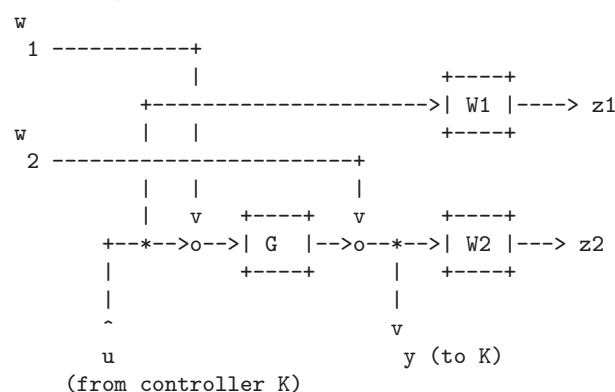 w
1 -----------+
|
| +----+
+---------------------->| W1 |----> z1
w | | +----+
2 ------------------------+
| | |
| v +----+ v +----+
+--*-->o-->| G |-->o--*-->| W2 |---> z2
| +----+ | +----+
| |
^ v
u y (to K)
(from controller K)